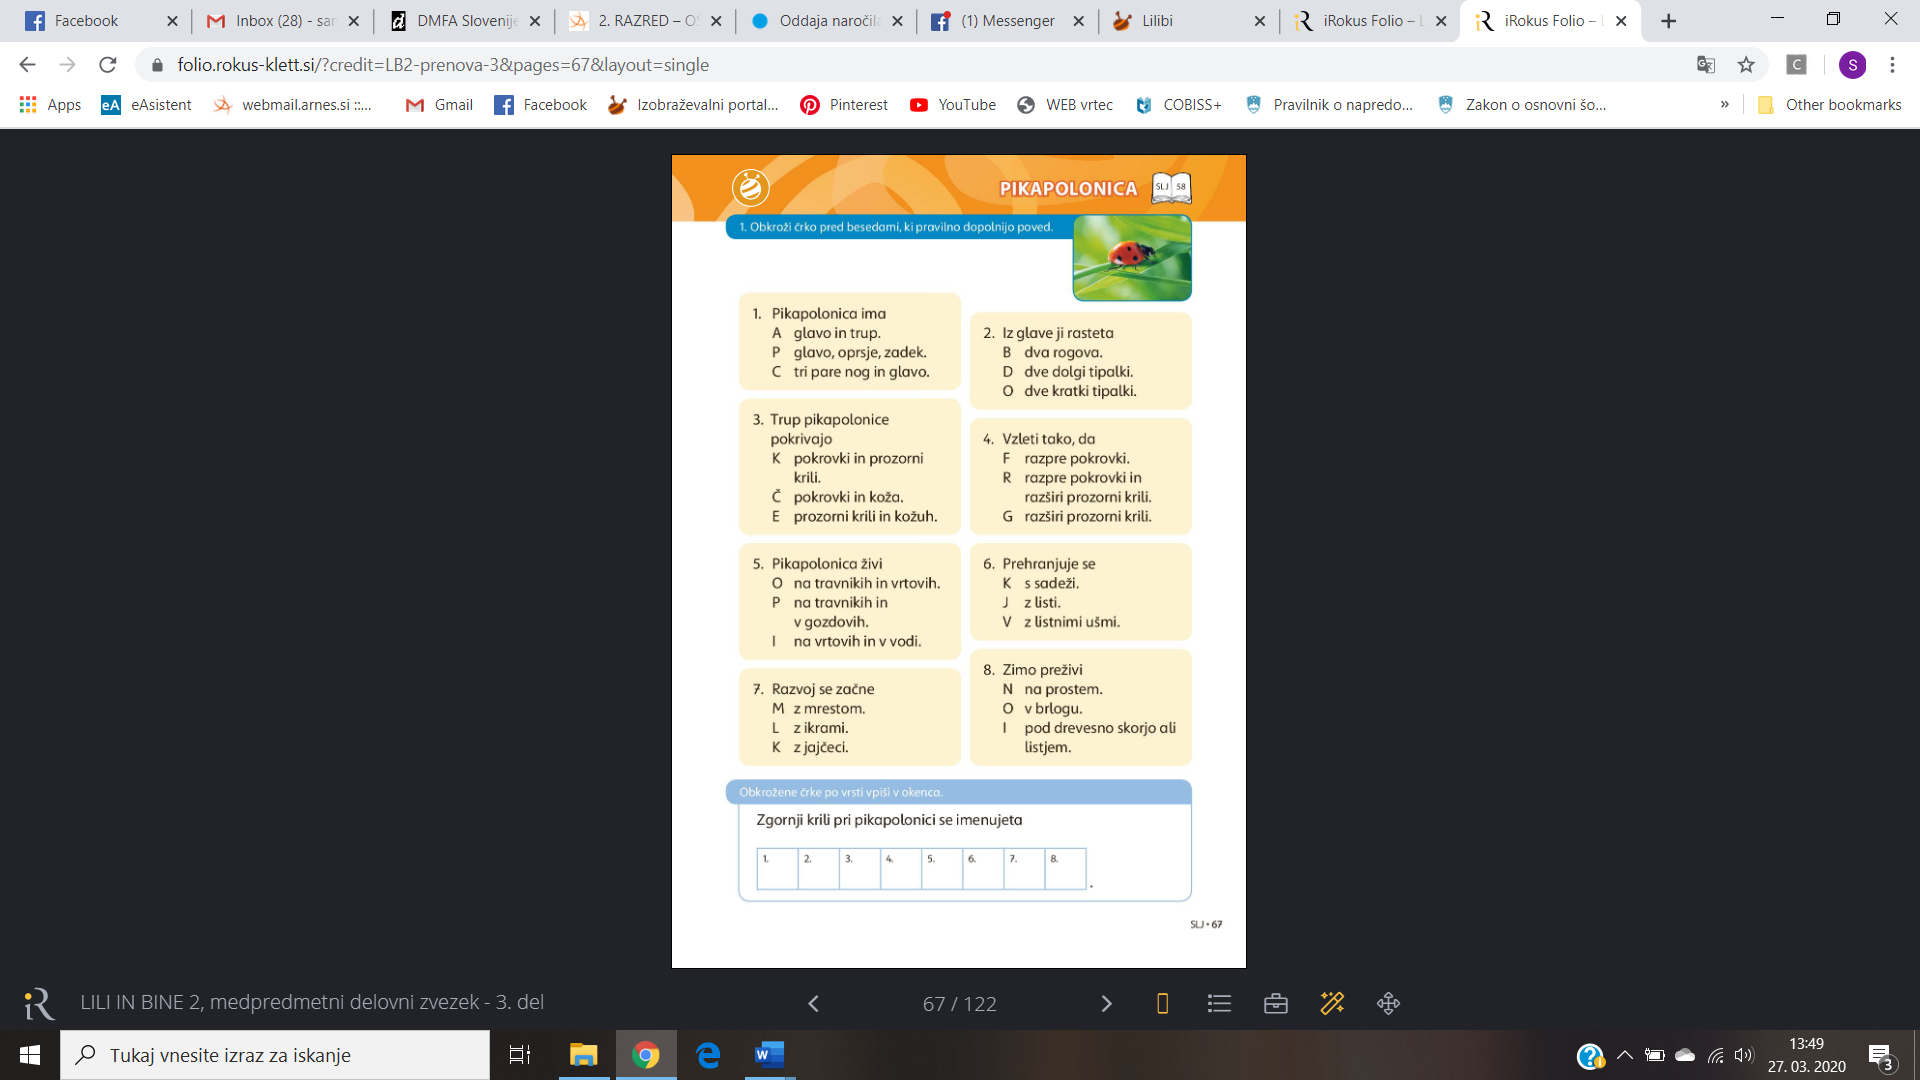 Facebook
Inbox (28) - sam
DMFA Slovenije
2. RAZRED – OŠ
Oddaja naročila
(1) Messenger
Lilibi
iRokus Folio – L
iRokus Folio – L
folio.rokus-klett.si/?credit=LB2-prenova-3&pages=67&layout=single
C
S
Apps
eA eAsistent
webmail.arnes.si ::...
Gmail
Facebook
Izobraževalni portal...
Pinterest
YouTube
WEB vrtec
COBISS+
Pravilnik o napredo...
Zakon o osnovni šo...
»
Other bookmarks
PIKAPOLONICA
SLJ 58
1. Obkroži črko pred besedami, ki pravilno dopolnijo poved.
1. Pikapolonica ima
A glavo in trup.
P glavo, oprsje, zadek.
C tri pare nog in glavo.
2. Iz glave ji rasteta
B dva rogova.
D dve dolgi tipalki.
O dve kratki tipalki.
3. Trup pikapolonice
pokrivajo
K pokrovki in prozorni
krili.
Č pokrovki in koža.
E prozorni krili in kožuh.
4. Vzleti tako, da
F razpre pokrovki.
R razpre pokrovki in
razširi prozorni krili.
G razširi prozorni krili.
5. Pikapolonica živi
O na travnikih in vrtovih.
P na travnikih in
v gozdovih.
I na vrtovih in v vodi.
6. Prehranjuje se
K s sadeži.
J z listi.
V z listnimi ušmi.
7. Razvoj se začne
M z mrestom.
L z ikrami.
K z jajčeci.
8. Zimo preživi
N na prostem.
O v brlogu.
I pod drevesno skorjo ali
listjem.
Obkrožene črke po vrsti vpiši v okenca.
Zgornji krili pri pikapolonici se imenujeta
1. 2. 3. 4. 5. 6. 7. 8.
.
SLJ • 67
iR
LILI IN BINE 2, medpredmetni delovni zvezek - 3. del
67 / 122
Tukaj vnesite izraz za iskanje
13:49
27. 03. 2020
3